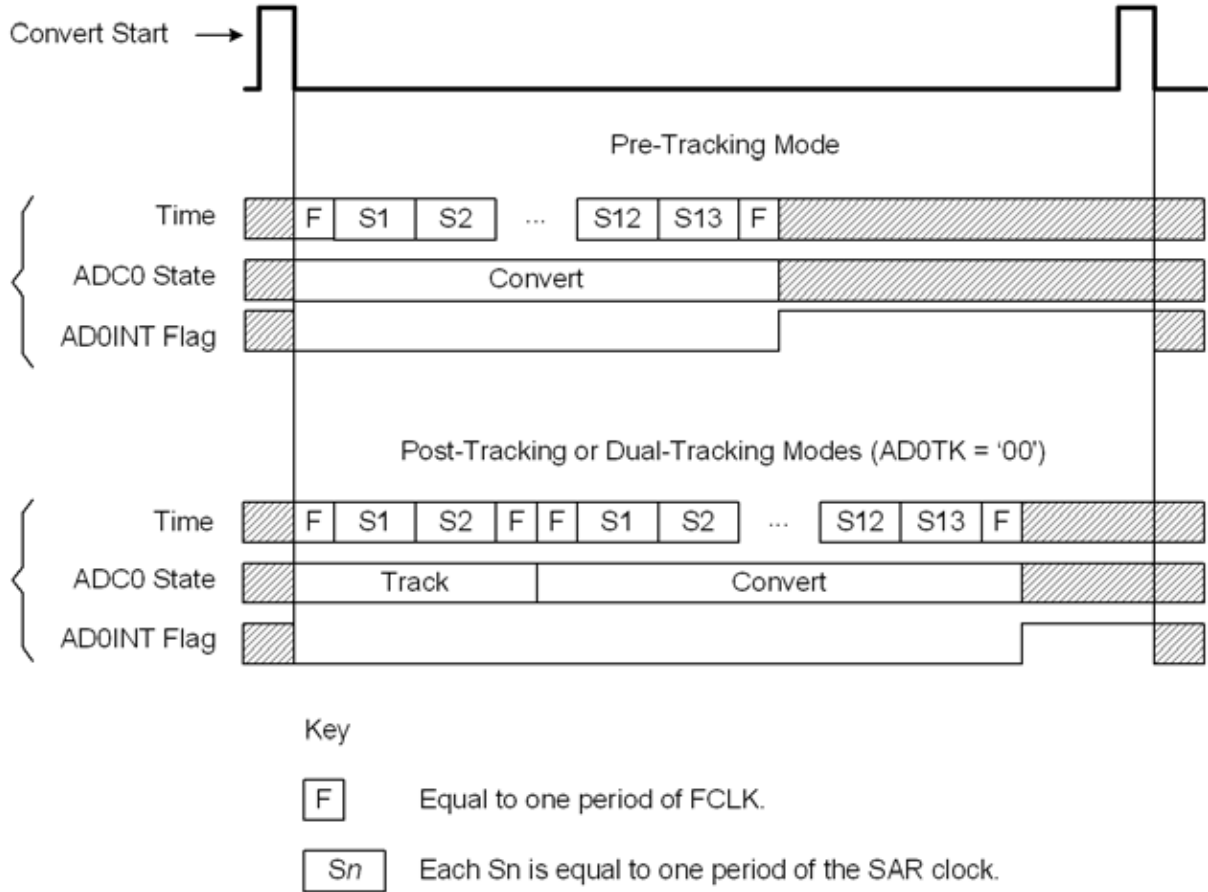 Convert Start
Pre-Tracking Mode
Time F S1 S2 ... S12 S13 F
ADC0 State Convert
AD0INT Flag
Post-Tracking or Dual-Tracking Modes (AD0TK = ‘00’)
Time F S1 S2 F F S1 S2 ... S12 S13 F
ADC0 State Track Convert
AD0INT Flag
Key
F Equal to one period of FCLK.
Sn Each Sn is equal to one period of the SAR clock.